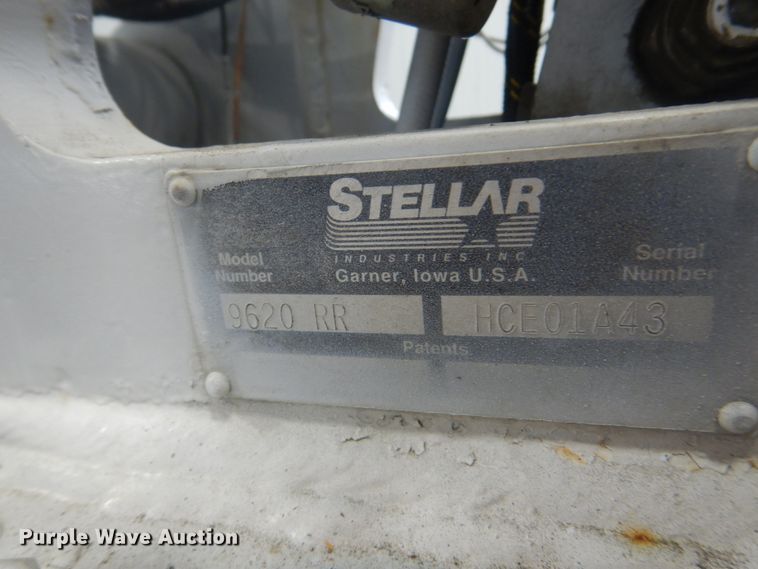 STELLAR
INDUSTRIES INC
Garner, Iowa U.S.A.
Model Number
Serial Number
9620 RR
HCE01A43
Patents
Purple Wave Auction